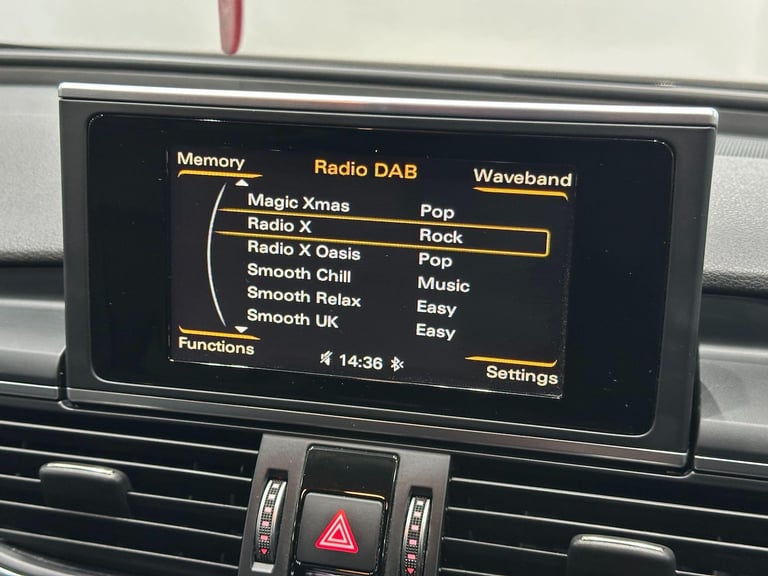 Memory Radio DAB Waveband
Magic Xmas Pop
Radio X Rock
Radio X Oasis Pop
Smooth Chill Music
Smooth Relax Easy
Smooth UK Easy
Functions 14:36 Settings